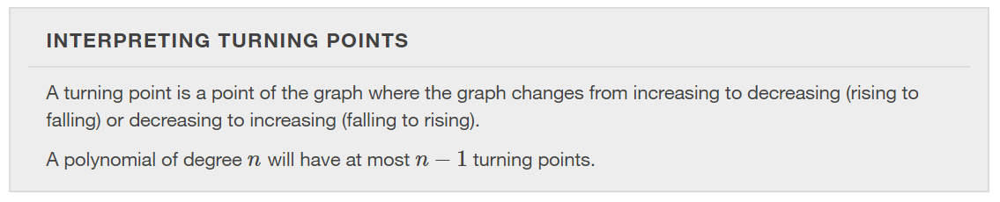 INTERPRETING TURNING POINTS
A turning point is a point of the graph where the graph changes from increasing to decreasing (rising to
falling) or decreasing to increasing (falling to rising).
A polynomial of degree n will have at most n − 1 turning points.